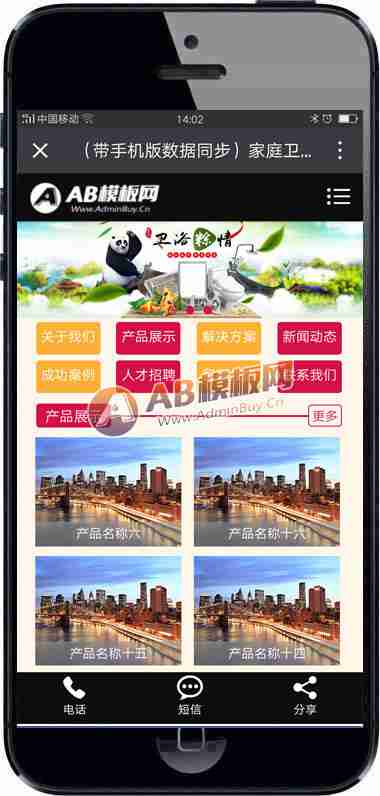 中国移动 14:02
（带手机版数据同步）家庭卫...
AB模板网
Www.AdminBuy.Cn
卫浴 情
关于我们 产品展示 解决方案 新闻动态
成功案例 人才招聘 联系我们
AB模板网
www.AdminBuy.Cn
产品展示 更多
产品名称六 产品名称十六
产品名称十五 产品名称十四
电话 短信 分享